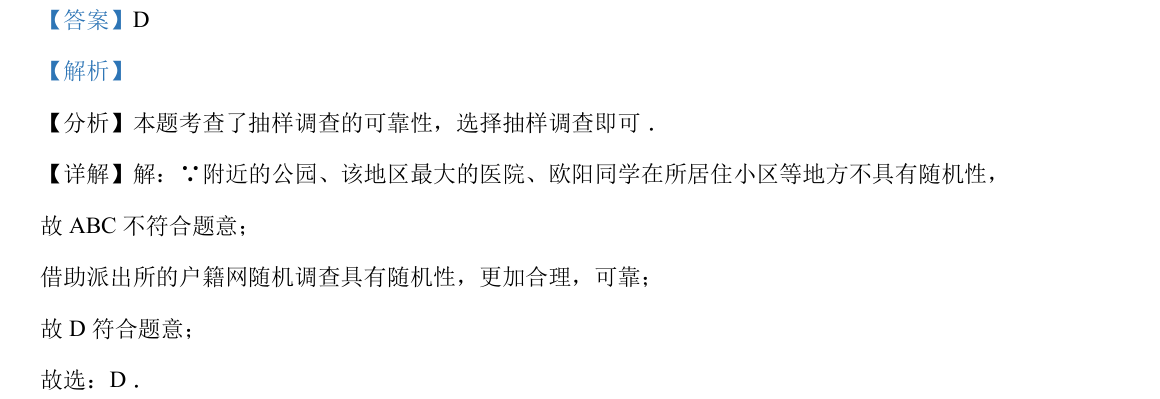 【答案】D
【解析】
【分析】本题考查了抽样调查的可靠性，选择抽样调查即可．
【详解】解：∵附近的公园、该地区最大的医院、欧阳同学在所居住小区等地方不具有随机性，
故 ABC 不符合题意；
借助派出所的户籍网随机调查具有随机性，更加合理，可靠；
故 D 符合题意；
故选：D．